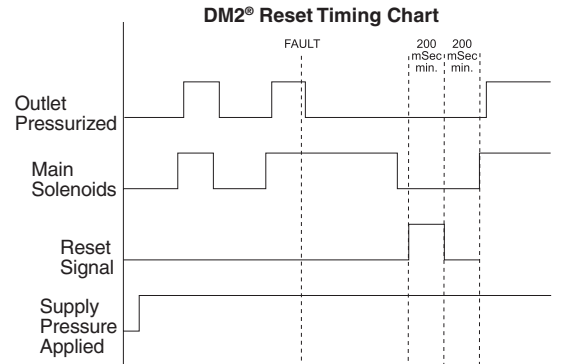 DM2® Reset Timing Chart
FAULT
200
mSec
min.
200
mSec
min.
Outlet
Pressurized
Main
Solenoids
Reset
Signal
Supply
Pressure
Applied